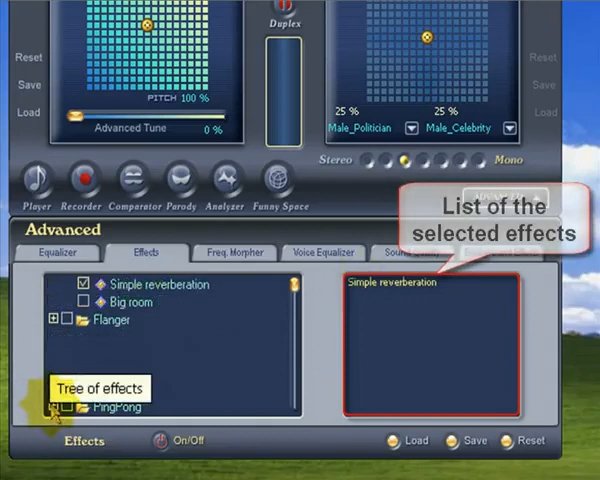 Duplex
Reset
Save
Load
PITCH 100 %
Advanced Tune
0 %
25 %
25 %
Male_Politician
Male_Celebrity
Reset
Save
Load
Stereo
Mono
Player
Recorder
Comparator
Parody
Analyzer
Funny Space
List of the
selected effects
Advanced
Equalizer
Effects
Freq. Morpher
Voice Equalizer
Simple reverberation
Big room
Flanger
Simple reverberation
Tree of effects
PingPong
Effects
On/Off
Load
Save
Reset